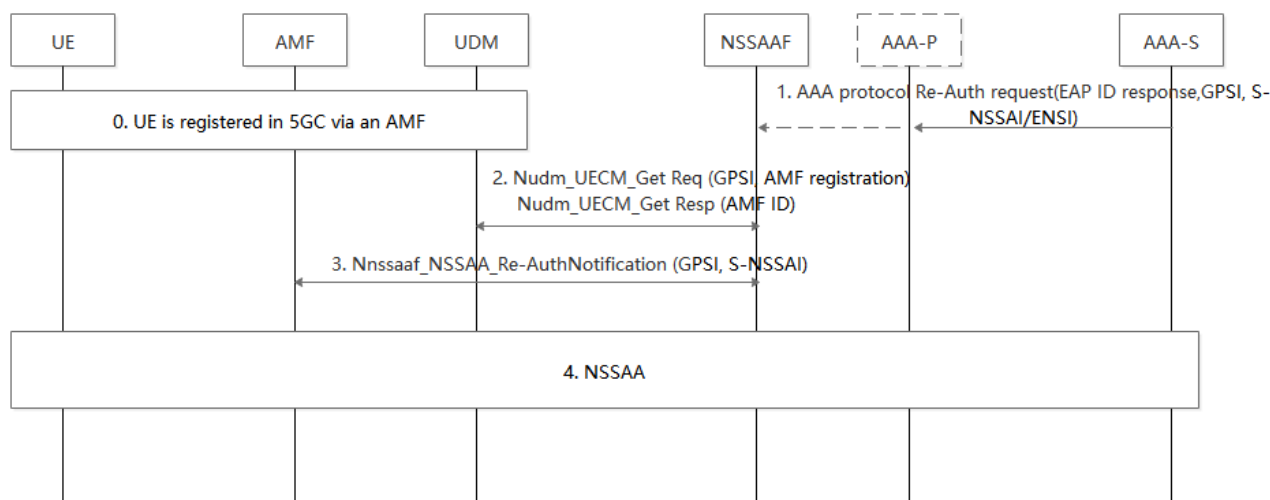 UE
AMF
UDM
NSSAAF
AAA-P
AAA-S
1. AAA protocol Re-Auth request(EAP ID response,GPSI, S-
NSSAI/ENSI)
0. UE is registered in 5GC via an AMF
2. Nudm_UECM_Get Req (GPSI, AMF registration)
Nudm_UECM_Get Resp (AMF ID)
3. Nnssaaf_NSSAA_Re-AuthNotification (GPSI, S-NSSAI)
4. NSSAA